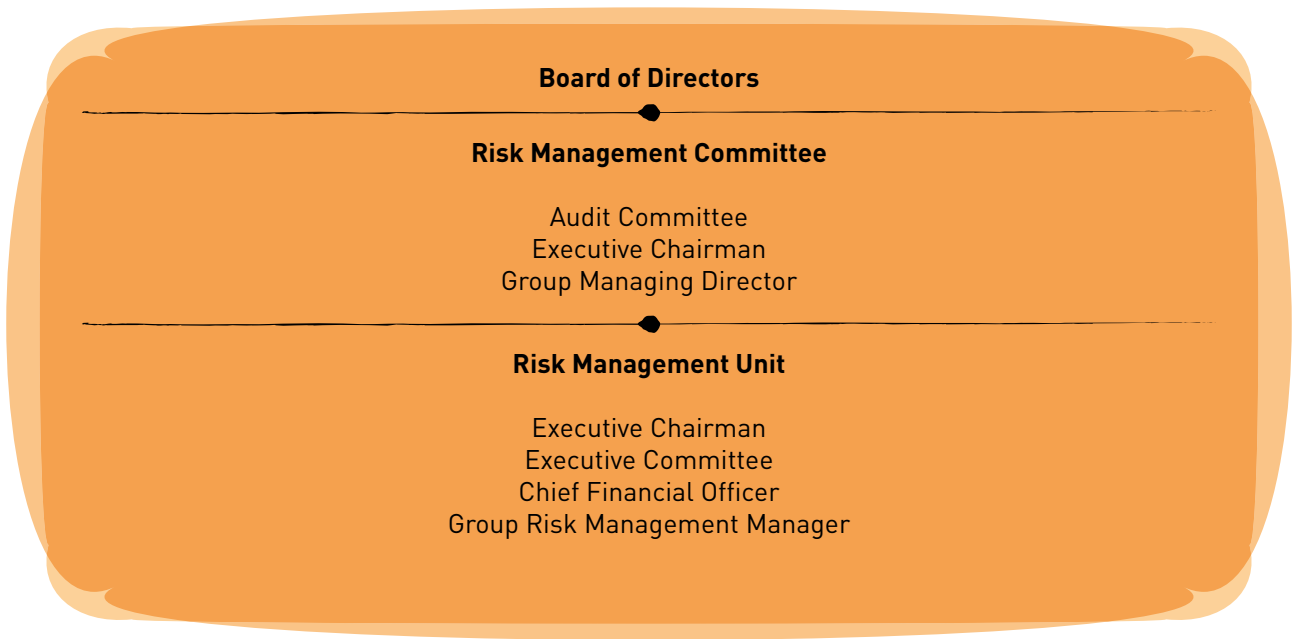 Board of Directors
Risk Management Committee
Audit Committee
Executive Chairman
Group Managing Director
Risk Management Unit
Executive Chairman
Executive Committee
Chief Financial Officer
Group Risk Management Manager